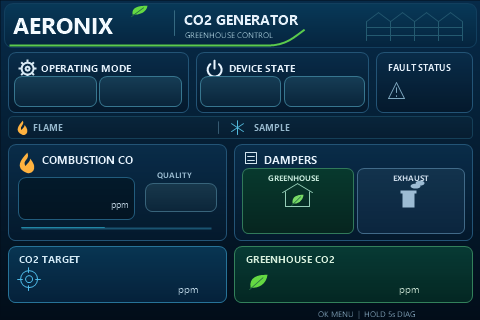 AERONIX
CO2 GENERATOR
GREENHOUSE CONTROL
OPERATING MODE
DEVICE STATE
FAULT STATUS
FLAME
SAMPLE
COMBUSTION CO
QUALITY
ppm
DAMPERS
GREENHOUSE
EXHAUST
CO2 TARGET
ppm
GREENHOUSE CO2
ppm
OK MENU | HOLD 5s DIAG